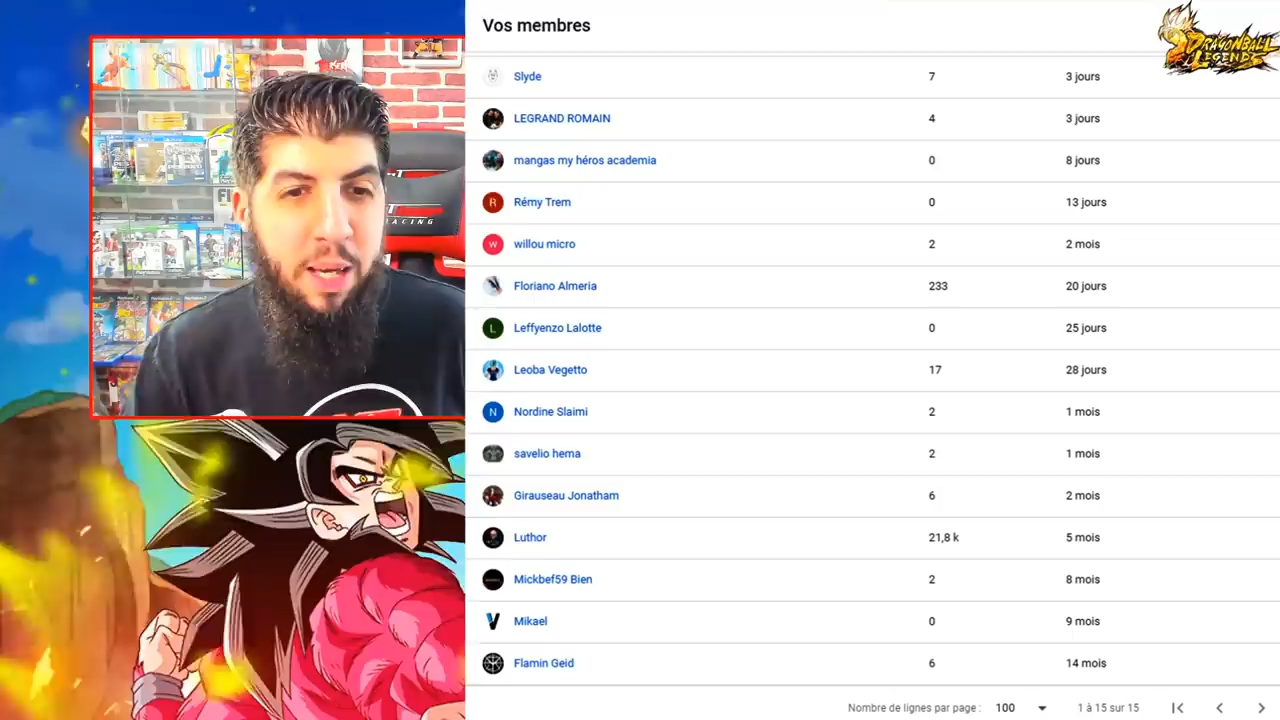 Vos membres
DRAGONBALL
LEGENDS
Slyde 7 3 jours
LEGRAND ROMAIN 4 3 jours
mangas my héros academia 0 8 jours
R Rémy Trem 0 13 jours
w willou micro 2 2 mois
Floriano Almeria 233 20 jours
L Leffyenzo Lalotte 0 25 jours
Leoba Vegetto 17 28 jours
N Nordine Slaimi 2 1 mois
savelio hema 2 1 mois
Girauseau Jonatham 6 2 mois
Luthor 21,8 k 5 mois
Mickbef59 Bien 2 8 mois
Mikael 0 9 mois
Flamin Geid 6 14 mois
Nombre de lignes par page : 100 1 à 15 sur 15
RACING